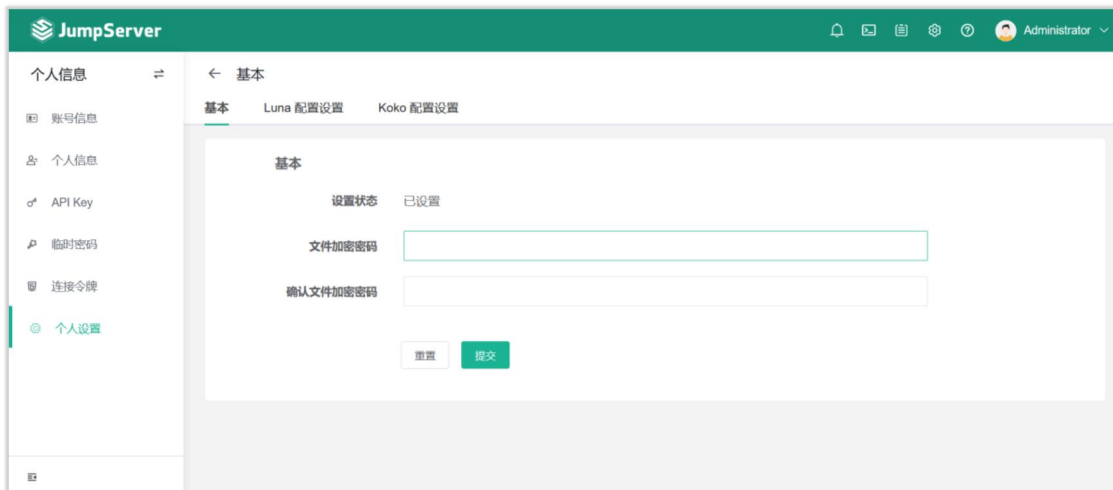 JumpServer
Administrator
个人信息
基本
基本 Luna 配置设置 Koko 配置设置
账号信息
个人信息
API Key
临时密码
连接令牌
个人设置
基本
设置状态 已设置
文件加密密码
确认文件加密密码
重置 提交